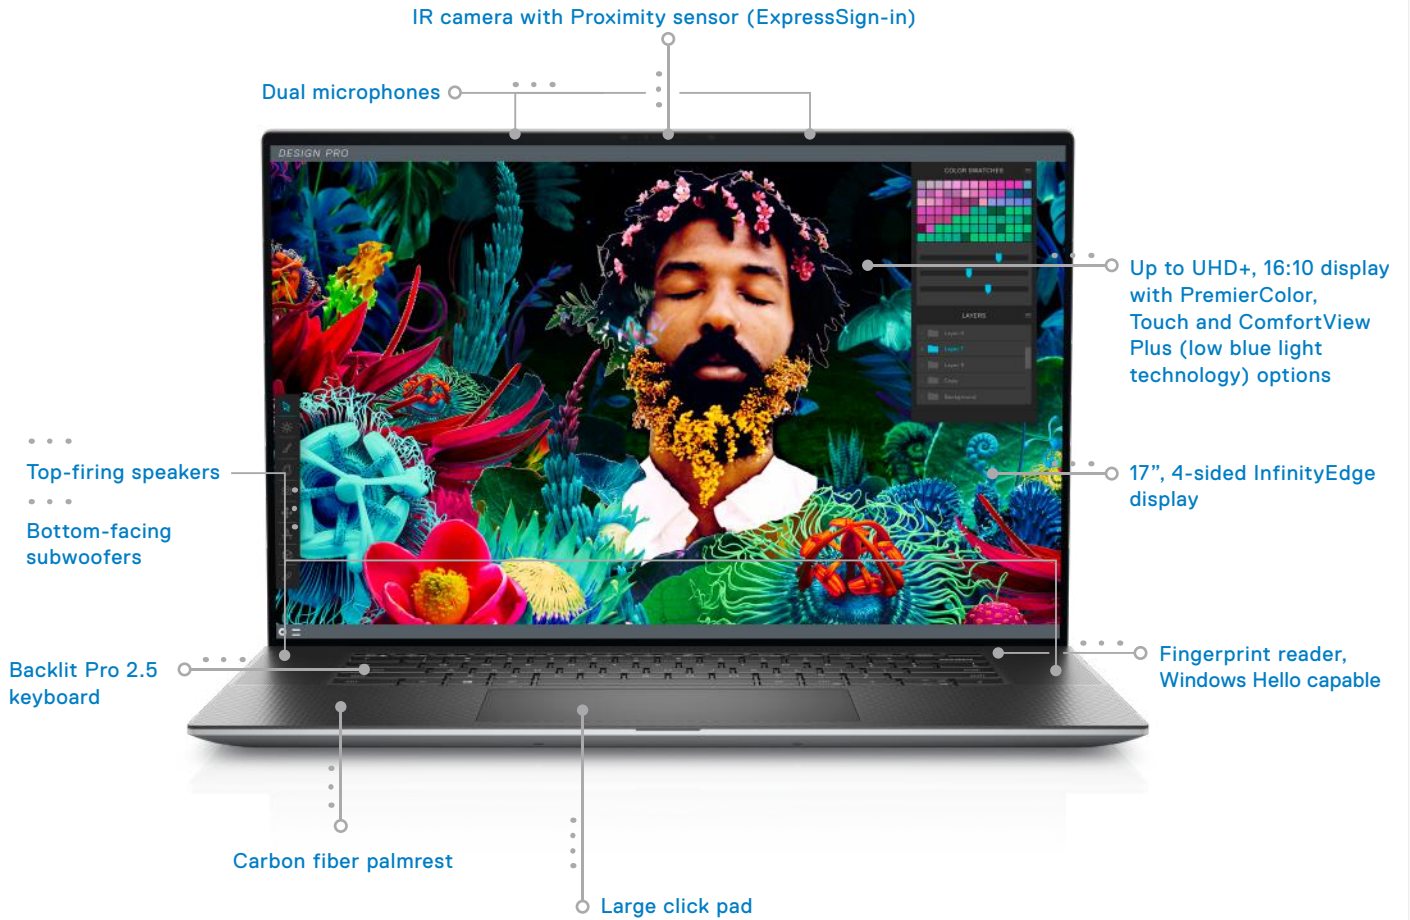 IR camera with Proximity sensor (ExpressSign-in)
Dual microphones
DESIGN PRO
COLOR SWATCHES
Up to UHD+, 16:10 display
with PremierColor,
Touch and ComfortView
Plus (low blue light
technology) options
LAYERS
Copy
Background
Top-firing speakers
17”, 4-sided InfinityEdge
display
Bottom-facing
subwoofers
Backlit Pro 2.5
keyboard
Fingerprint reader,
Windows Hello capable
Carbon fiber palmrest
Large click pad